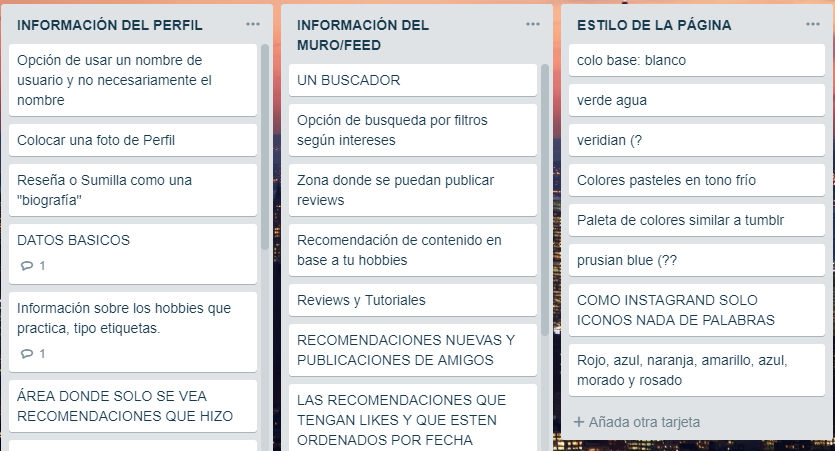 INFORMACIÓN DEL PERFIL
Opción de usar un nombre de
usuario y no necesariamente el
nombre
Colocar una foto de Perfil
Reseña o Sumilla como una
"biografía"
DATOS BASICOS
1
Información sobre los hobbies que
practica, tipo etiquetas.
1
ÁREA DONDE SOLO SE VEA
RECOMENDACIONES QUE HIZO
INFORMACIÓN DEL
MURO/FEED
UN BUSCADOR
Opción de busqueda por filtros
según intereses
Zona donde se puedan publicar
reviews
Recomendación de contenido en
base a tu hobbies
Reviews y Tutoriales
RECOMENDACIONES NUEVAS Y
PUBLICACIONES DE AMIGOS
LAS RECOMENDACIONES QUE
TENGAN LIKES Y QUE ESTEN
ORDENADOS POR FECHA
ESTILO DE LA PÁGINA
colo base: blanco
verde agua
veridian (?
Colores pasteles en tono frío
Paleta de colores similar a tumblr
prusian blue (??
COMO INSTAGRAND SOLO
ICONOS NADA DE PALABRAS
Rojo, azul, naranja, amarillo, azul,
morado y rosado
+ Añada otra tarjeta